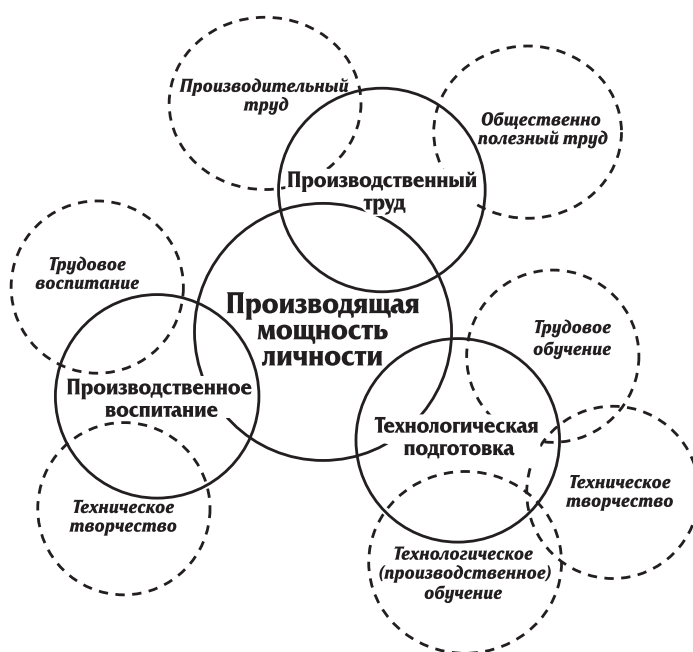 Производительный
труд
Общественно
полезный труд
Производственный
труд
Трудовое
воспитание
Производящая
мощность
личности
Трудовое
обучение
Производственное
воспитание
Технологическая
подготовка
Техническое
творчество
Техническое
творчество
Технологическое
(производственное)
обучение